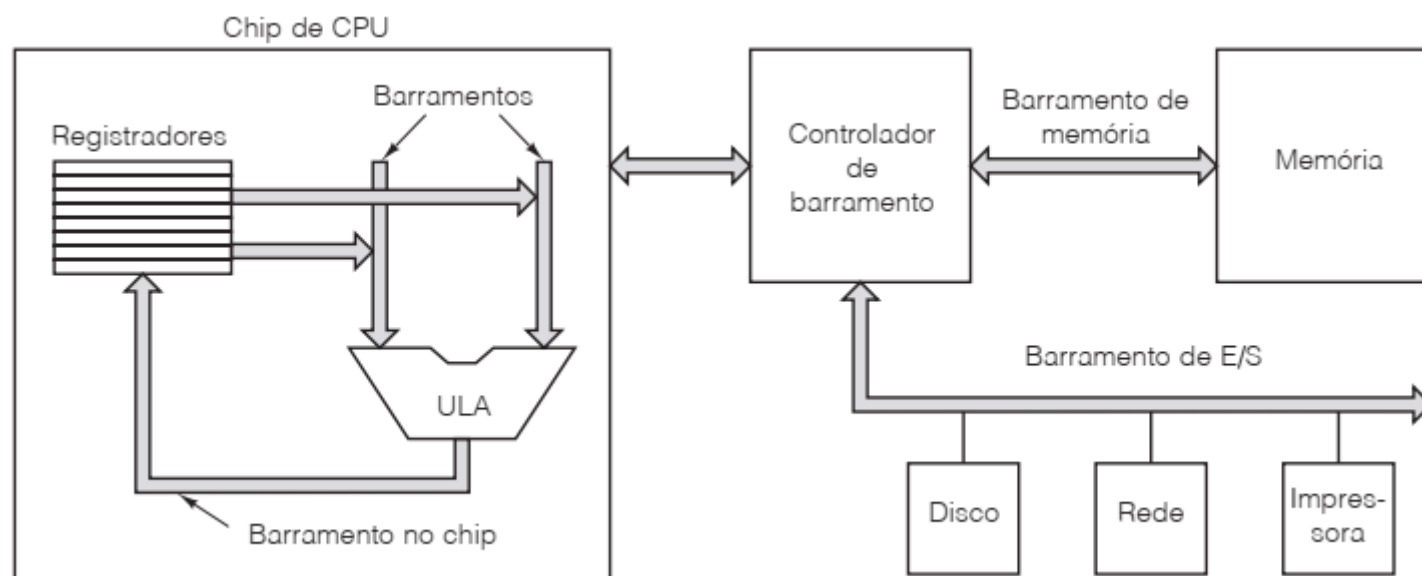 Chip de CPU
Barramentos
Registradores
ULA
Barramento no chip
Controlador
de
barramento
Barramento de
memória
Memória
Barramento de E/S
Disco
Rede
Impres-
sora